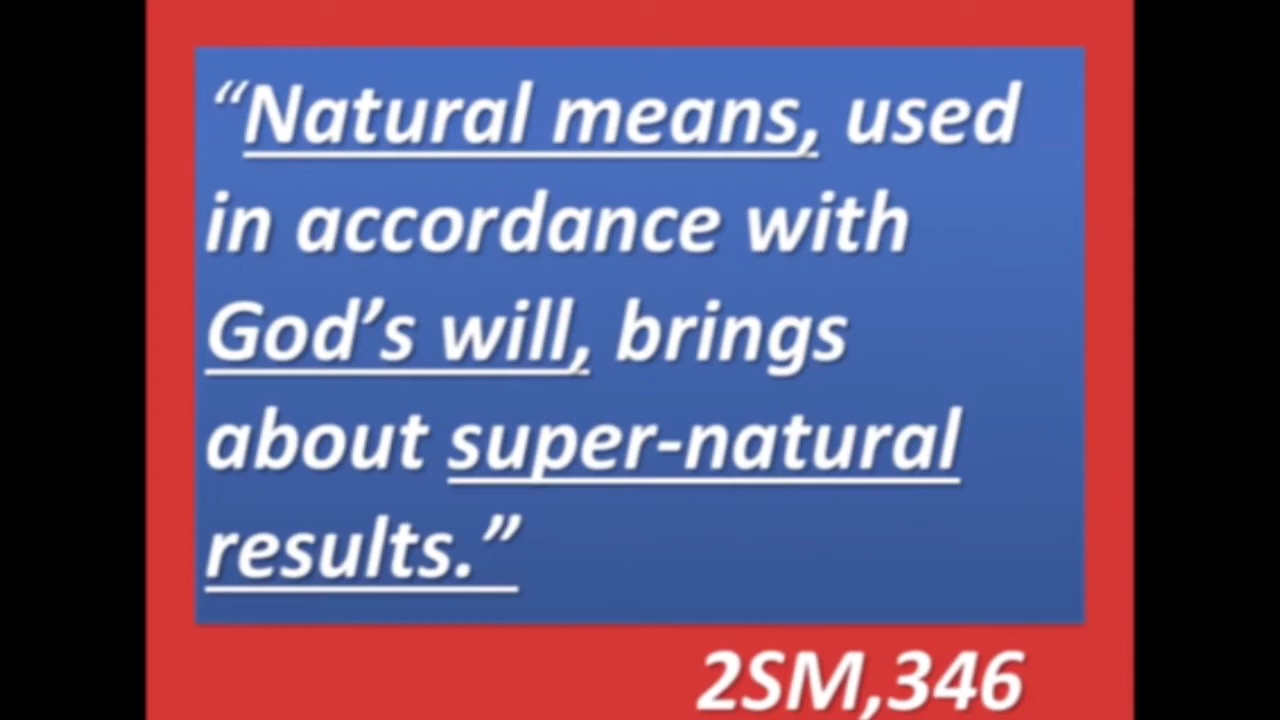 “Natural means, used
in accordance with
God’s will, brings
about super-natural
results.”
2SM,346